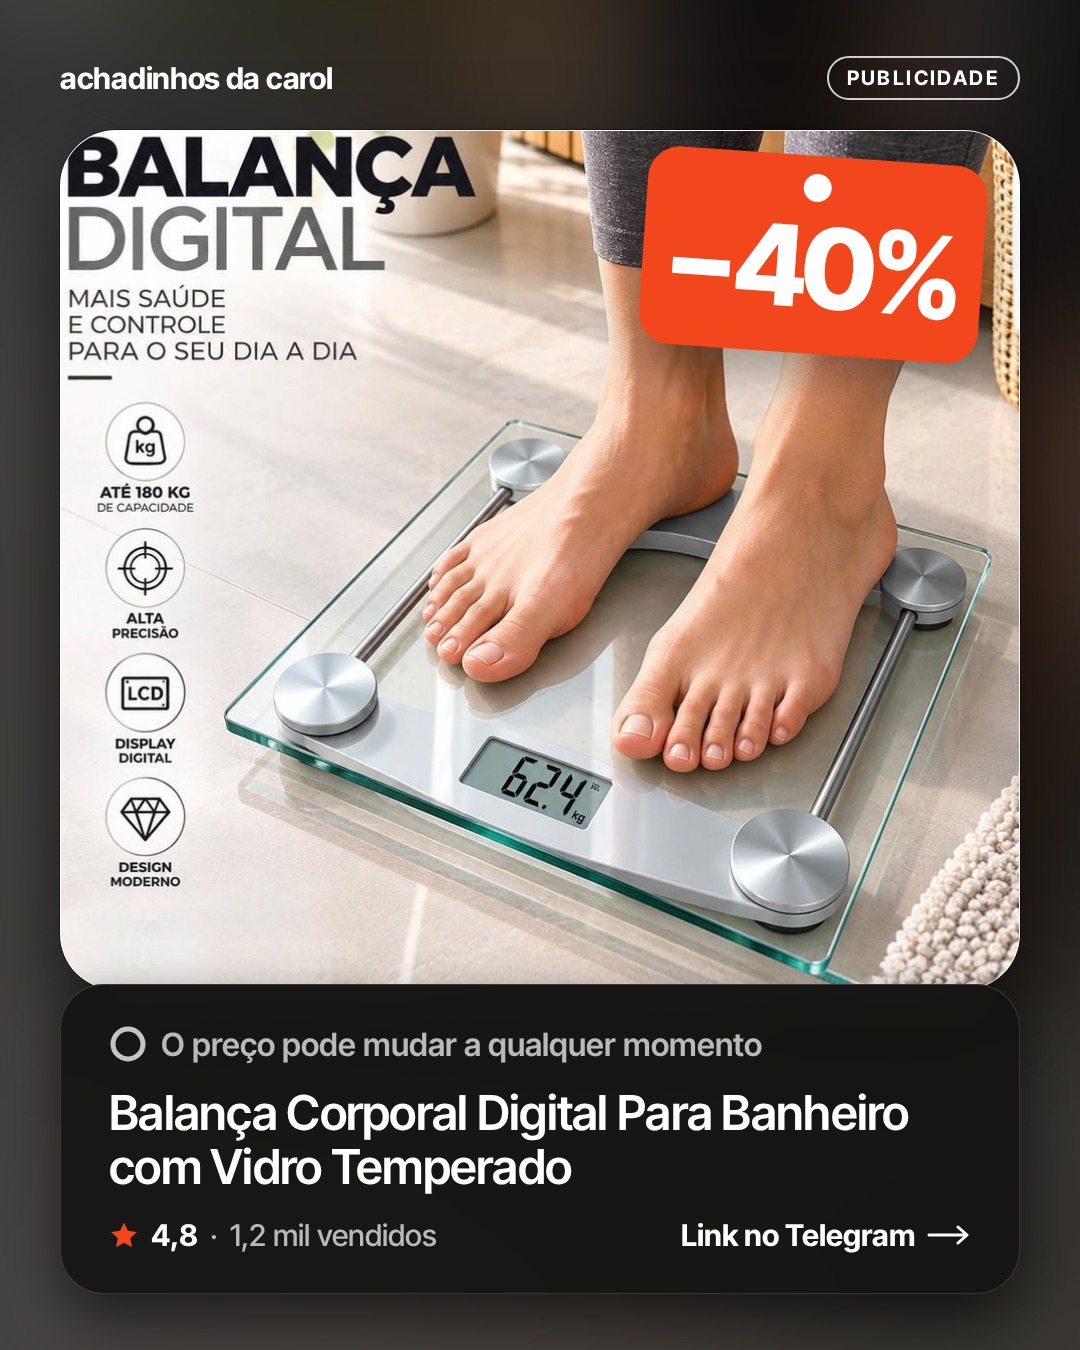 achadinhos da carol
PUBLICIDADE
BALANÇA
DIGITAL
MAIS SAÚDE
E CONTROLE
PARA O SEU DIA A DIA
-40%
kg
ATÉ 180 KG
DE CAPACIDADE
ALTA
PRECISÃO
LCD
DISPLAY
DIGITAL
DESIGN
MODERNO
62.4
kg
O preço pode mudar a qualquer momento
Balança Corporal Digital Para Banheiro
com Vidro Temperado
4,8 · 1,2 mil vendidos
Link no Telegram →